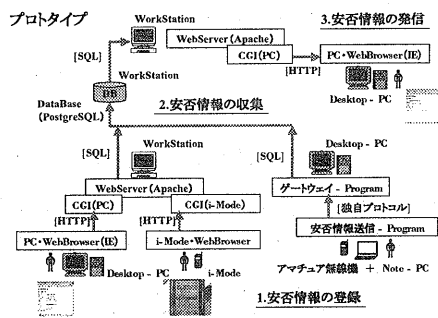 プロトタイプ
WorkStation
3.安否情報の発信
WebServer(Apache)
CGI(PC)
[SQL]
[HTTP]
PC・WebBrowser(IE)
WorkStation
Desktop - PC
DB
DataBase
(PostgreSQL)
2.安否情報の収集
WorkStation
Desktop - PC
[SQL]
[SQL]
WebServer(Apache)
ゲートウェイ - Program
CGI(PC)
CGI(i-Mode)
[HTTP]
[HTTP]
[独自プロトコル]
PC・WebBrowser(IE)
i-Mode・WebBrowser
安否情報送信 - Program
Desktop - PC
i-Mode
アマチュア無線機 + Note - PC
1.安否情報の登録